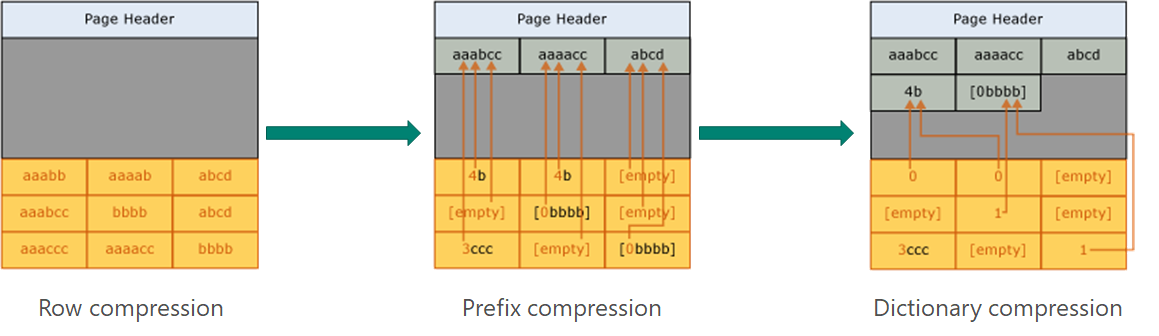 Page Header
aaabb aaaab abcd
aaabcc bbbb abcd
aaaccc aaaacc bbbb
Row compression
Page Header
aaabcc aaaacc abcd
4b 4b [empty]
[empty] [0bbbb] [empty]
3ccc [empty] [0bbbb]
Prefix compression
Page Header
aaabcc aaaacc abcd
4b [0bbbb]
0 0 [empty]
[empty] 1 [empty]
3ccc [empty] 1
Dictionary compression